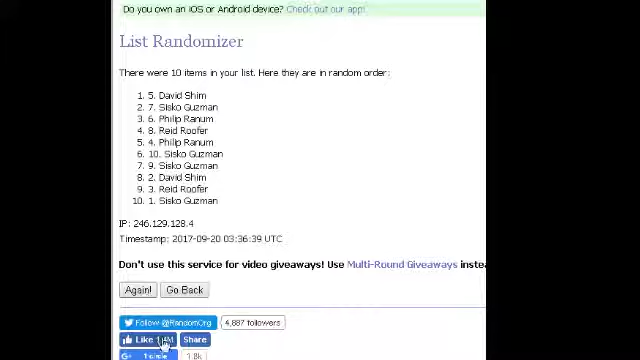 Do you own an iOS or Android device? Check out our app!
List Randomizer
There were 10 items in your list. Here they are in random order:
1. 5. David Shim
2. 7. Sisko Guzman
3. 6. Philip Ranum
4. 8. Reid Roofer
5. 4. Philip Ranum
6. 10. Sisko Guzman
7. 9. Sisko Guzman
8. 2. David Shim
9. 3. Reid Roofer
10. 1. Sisko Guzman
IP: 246.129.128.4
Timestamp: 2017-09-20 03:36:39 UTC
Don't use this service for video giveaways! Use Multi-Round Giveaways instea
Again! Go Back
Follow @RandomOrg 4,887 followers
Like Share
G+ 1.8k